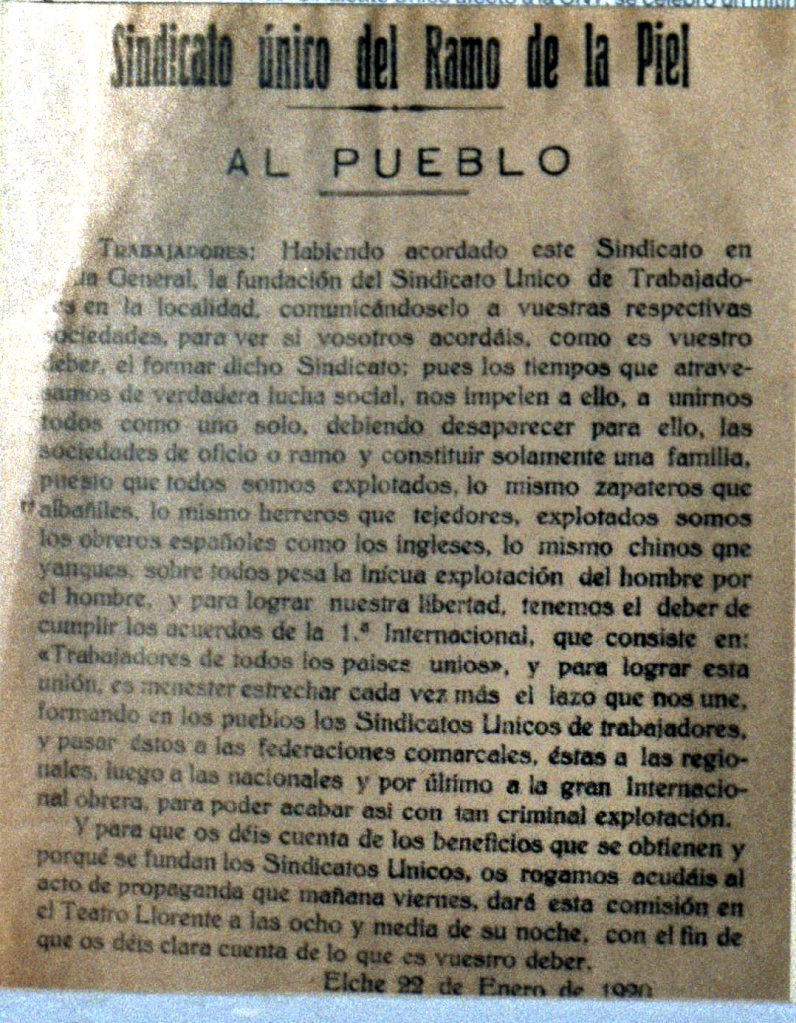 Sindicato único del Ramo de la Piel
AL PUEBLO
TRABAJADORES: Habiendo acordado este Sindicato en
General, la fundación del Sindicato Unico de Trabajado-
es en la localidad, comunicándoselo a vuestras respectivas
sociedades, para ver si vosotros acordáis, como es vuestro
deber, el formar dicho Sindicato; pues los tiempos que atrave-
samos de verdadera lucha social, nos impelen a ello, a unirnos
todos como uno solo, debiendo desaparecer para ello, las
sociedades de oficio o ramo y constituir solamente una familia,
puesto que todos somos explotados, lo mismo zapateros que
albañiles, lo mismo herreros que tejedores, explotados somos
los obreros españoles como los ingleses, lo mismo chinos qne
yanques, sobre todos pesa la inicua explotación del hombre por
el hombre, y para lograr nuestra libertad, tenemos el deber de
cumplir los acuerdos de la 1.ª Internacional, que consiste en:
«Trabajadores de todos los paises unios», y para lograr esta
unión, es menester estrechar cada vez más el lazo que nos une,
formando en los pueblos los Sindicatos Unicos de trabajadores,
y pasar éstos a las federaciones comarcales, éstas a las regio-
nales, luego a las nacionales y por último a la gran Internacio-
nal obrera, para poder acabar asi con tan criminal explotación.
Y para que os déis cuenta de los beneficios que se obtienen y
porqué se fundan los Sindicatos Unicos, os rogamos acudáis al
acto de propaganda que mañana viernes, dará esta comisión en
el Teatro Llorente a las ocho y media de su noche, con el fin de
que os déis clara cuenta de lo que es vuestro deber.
Elche 22 de Enero de 1920